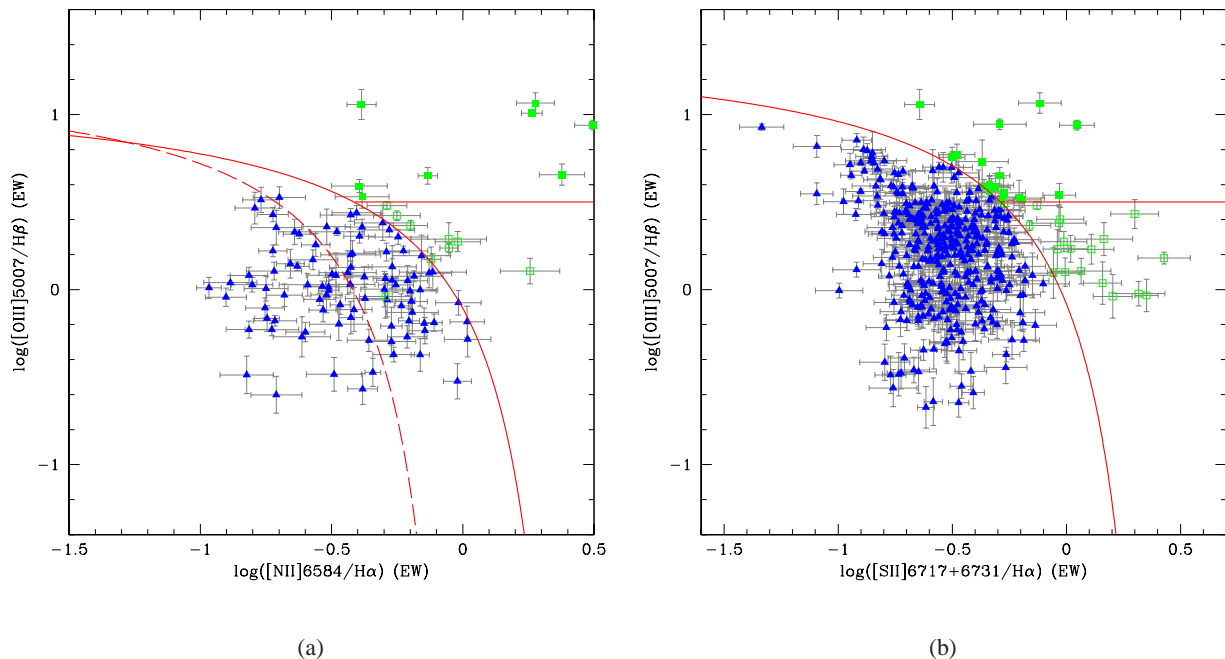 1
0
−1
−1.5
−1
−0.5
0
0.5
log([OIII]5007/Hβ) (EW)
log([NII]6584/Hα) (EW)
(a)
1
0
−1
−1.5
−1
−0.5
0
0.5
log([OIII]5007/Hβ) (EW)
log([SII]6717+6731/Hα) (EW)
(b)